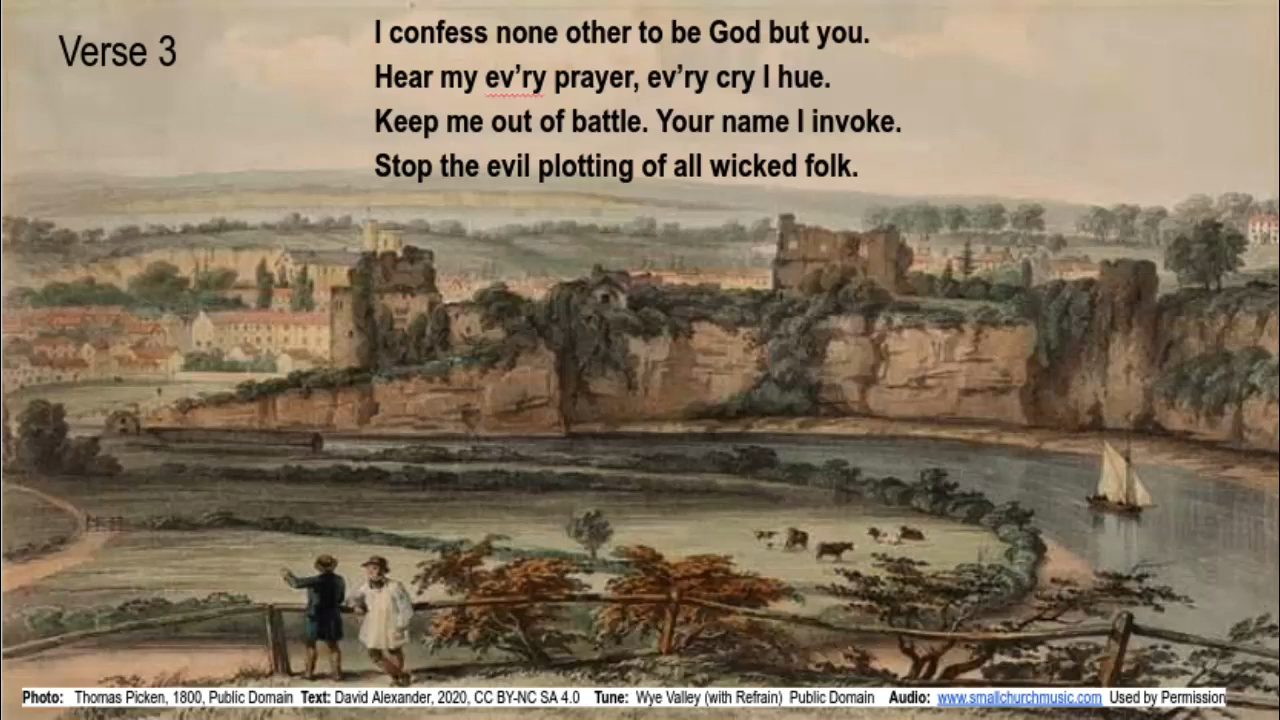 Verse 3
I confess none other to be God but you.
Hear my ev’ry prayer, ev’ry cry I hue.
Keep me out of battle. Your name I invoke.
Stop the evil plotting of all wicked folk.
Photo: Thomas Picken, 1800, Public Domain Text: David Alexander, 2020, CC BY-NC SA 4.0 Tune: Wye Valley (with Refrain) Public Domain Audio: www.smallchurchmusic.com Used by Permission